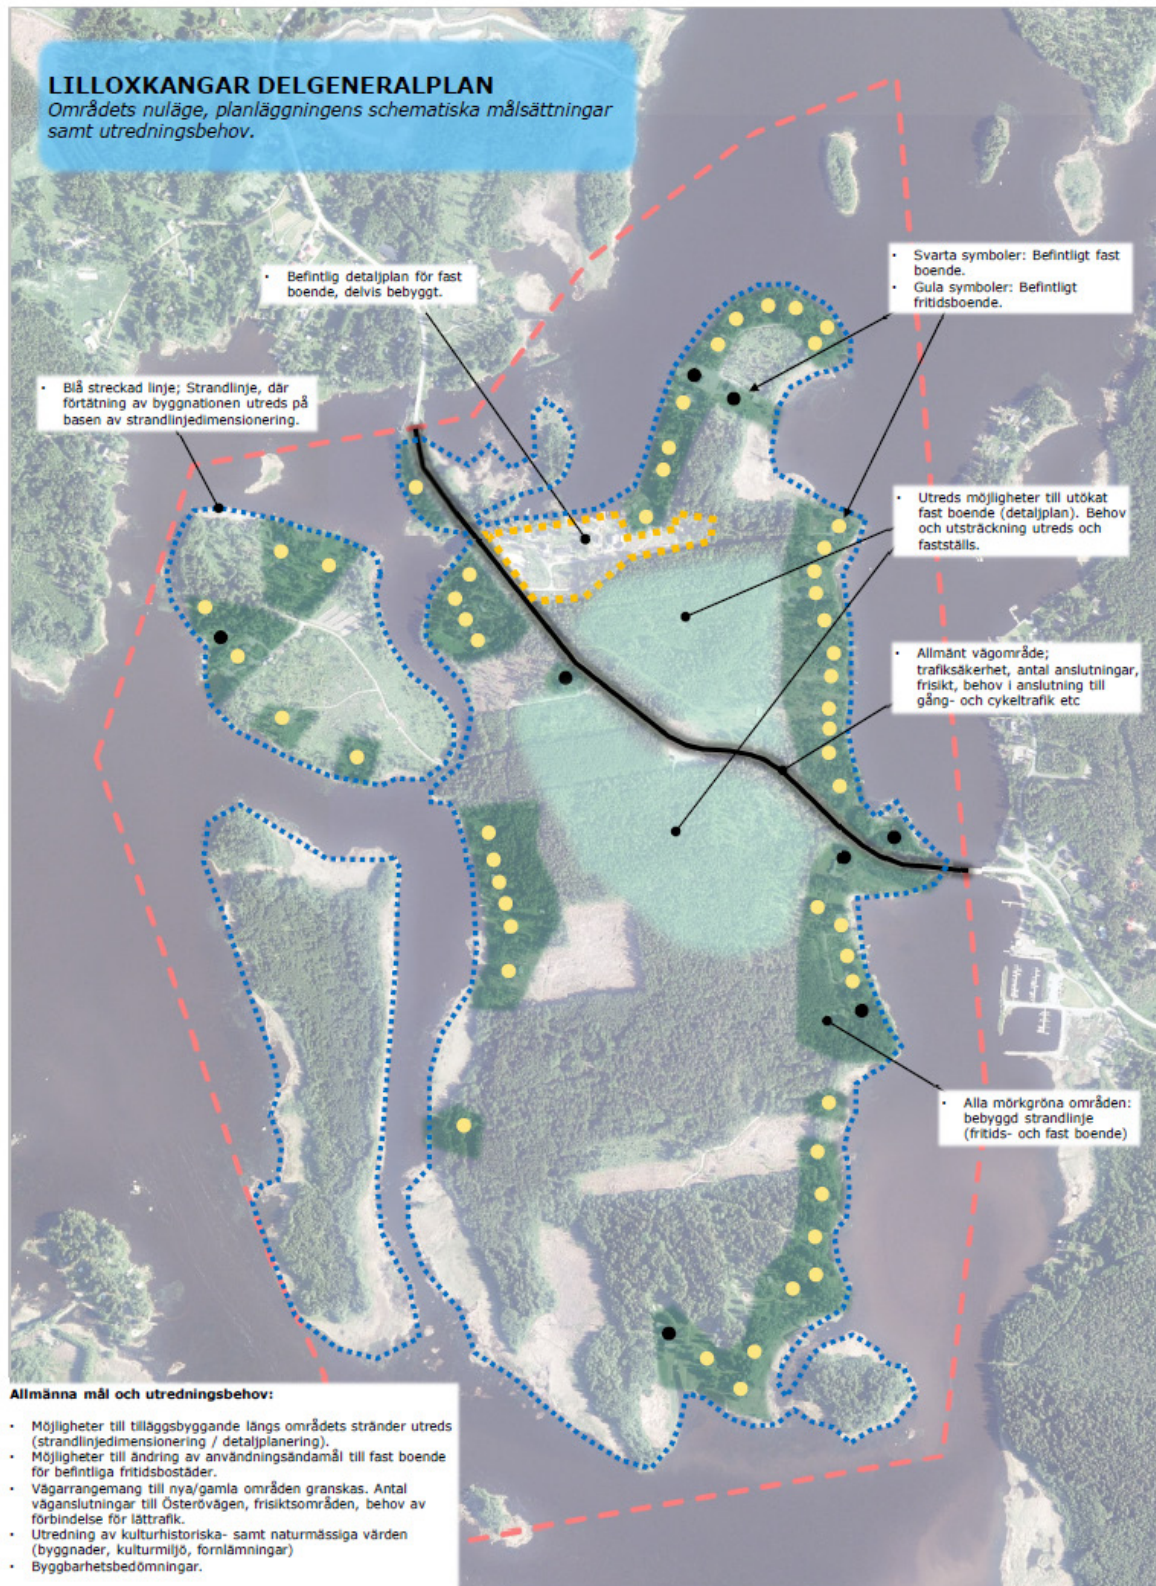 LILLOXKANGAR DELGENERALPLAN
Områdets nuläge, planläggningens schematiska målsättningar
samt utredningsbehov.
• Befintlig detaljplan för fast
boende, delvis bebyggt.
• Svarta symboler: Befintligt fast
boende.
• Gula symboler: Befintligt
fritidsboende.
• Blå streckad linje; Strandlinje, där
förtätning av byggnationen utreds på
basen av strandlinjedimensionering.
• Utreds möjligheter till utökat
fast boende (detaljplan). Behov
och utsträckning utreds och
fastställs.
• Allmänt vägområde;
trafiksäkerhet, antal anslutningar,
frisikt, behov i anslutning till
gång- och cykeltrafik etc
• Alla mörkgröna områden:
bebyggd strandlinje
(fritids- och fast boende)
Allmänna mål och utredningsbehov:
• Möjligheter till tilläggsbyggande längs områdets stränder utreds
(strandlinjedimensionering / detaljplanering).
• Möjligheter till ändring av användningsändamål till fast boende
för befintliga fritidsbostäder.
• Vägarrangemang till nya/gamla områden granskas. Antal
väganslutningar till Österövägen, frisiktsområden, behov av
förbindelse för lättrafik.
• Utredning av kulturhistoriska- samt naturmässiga värden
(byggnader, kulturmiljö, fornlämningar)
• Byggbarhetsbedömningar.